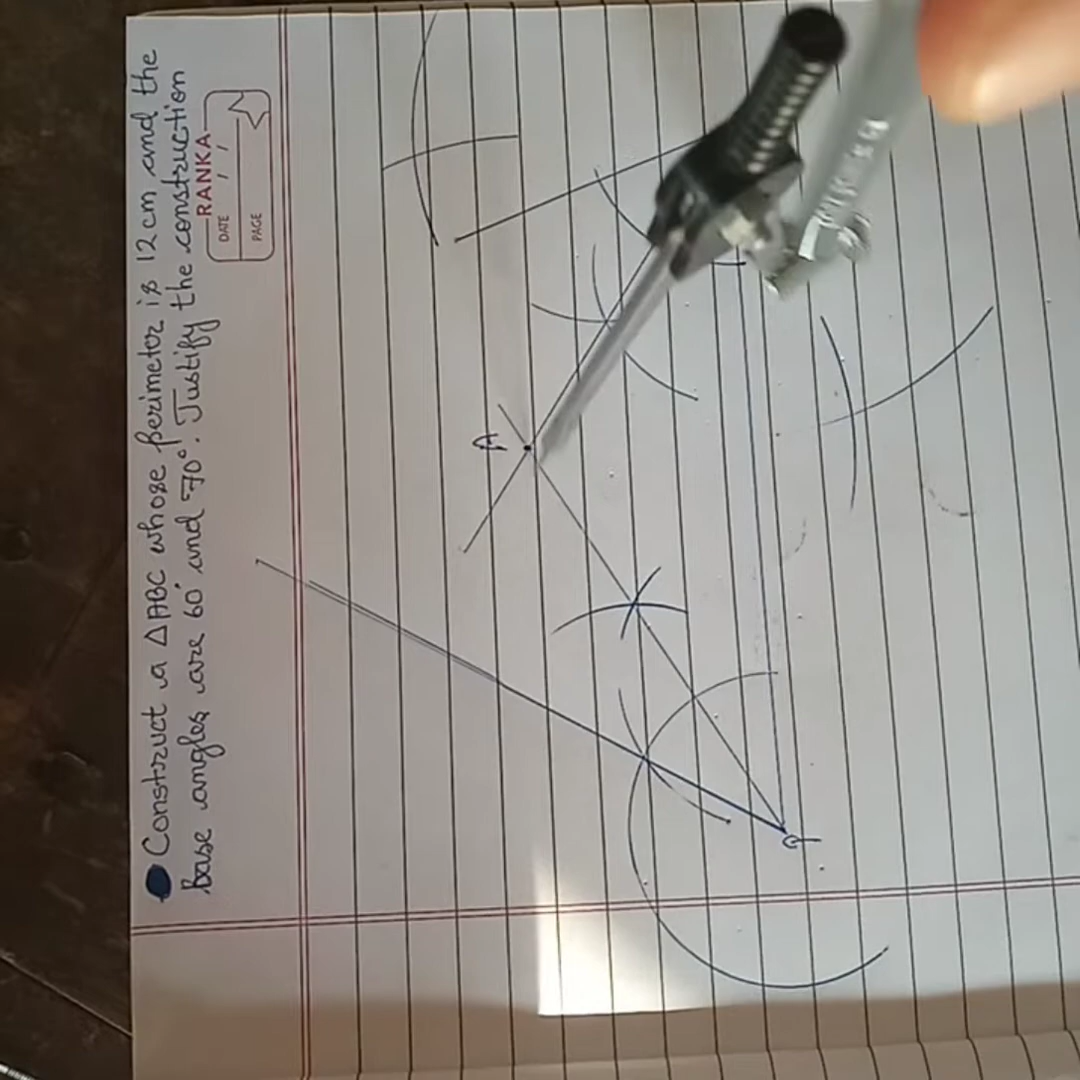 Construct a △ABC whose perimeter is 12 cm and the
base angles are 60° and 70°. Justify the construction
RANKA
DATE / /
PAGE
A
P